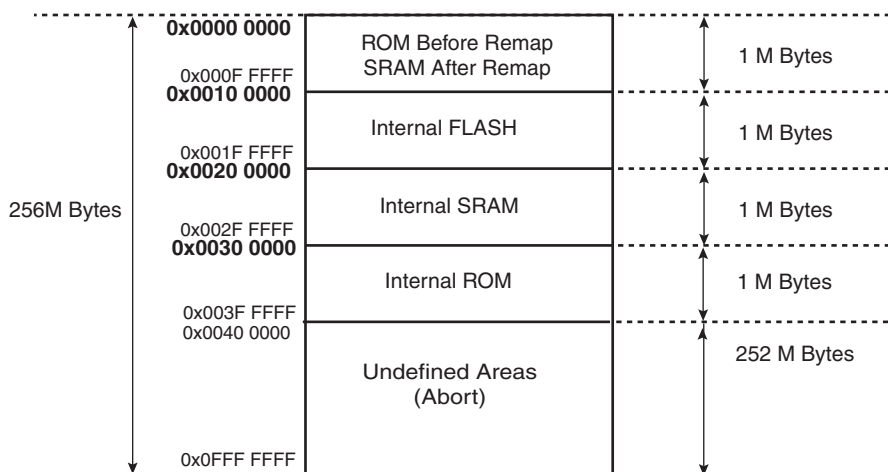 0x0000 0000
ROM Before Remap
SRAM After Remap
1 M Bytes
0x000F FFFF
0x0010 0000
Internal FLASH
1 M Bytes
0x001F FFFF
0x0020 0000
256M Bytes
Internal SRAM
1 M Bytes
0x002F FFFF
0x0030 0000
Internal ROM
1 M Bytes
0x003F FFFF
0x0040 0000
252 M Bytes
Undefined Areas
(Abort)
0x0FFF FFFF